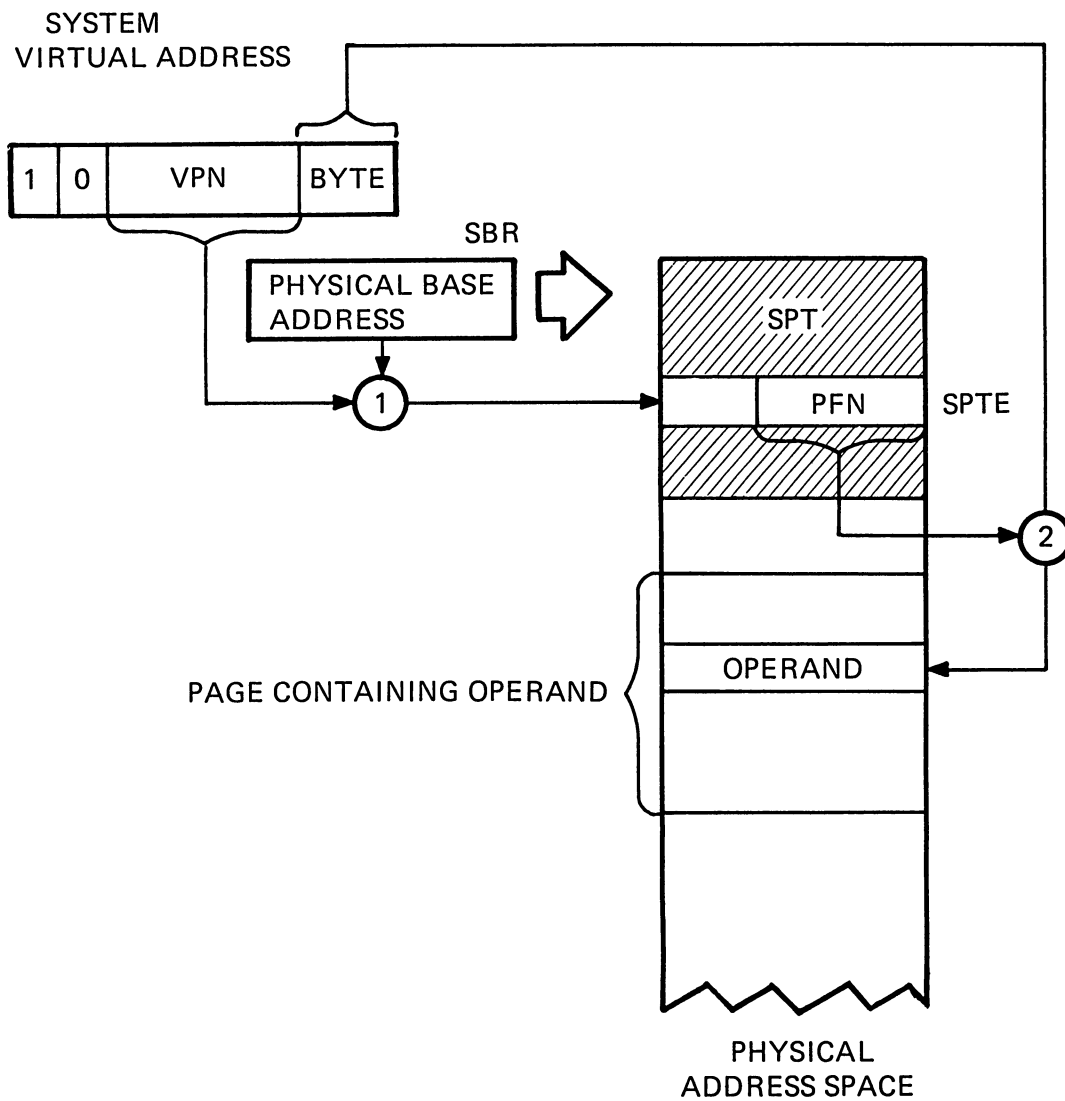 SYSTEM
VIRTUAL ADDRESS
1 0 VPN BYTE
SBR
PHYSICAL BASE
ADDRESS
SPT
1
PFN
SPTE
2
OPERAND
PAGE CONTAINING OPERAND
PHYSICAL
ADDRESS SPACE